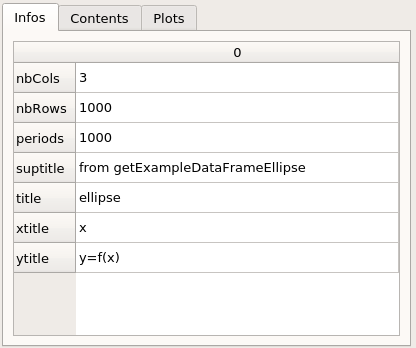 Infos Contents Plots
0
nbCols 3
nbRows 1000
periods 1000
suptitle from getExampleDataFrameEllipse
title ellipse
xtitle x
ytitle y=f(x)